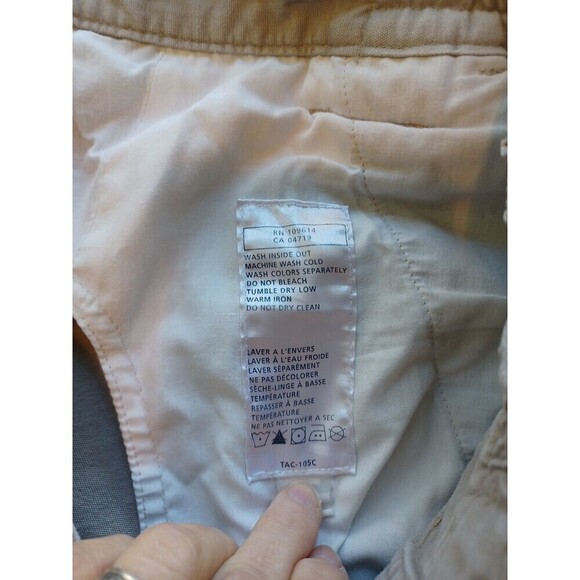 RN 109614
CA 04719
WASH INSIDE OUT
MACHINE WASH COLD
WASH COLORS SEPARATELY
DO NOT BLEACH
TUMBLE DRY LOW
WARM IRON
DO NOT DRY CLEAN
LAVER A L'ENVERS
LAVER À L'EAU FROIDE
LAVER SÉPARÉMENT
NE PAS DÉCOLORER
SÈCHE-LINGE À BASSE
TEMPÉRATURE
REPASSER À BASSE
TEMPÉRATURE
NE PAS NETTOYER A SEC
TAC-105C